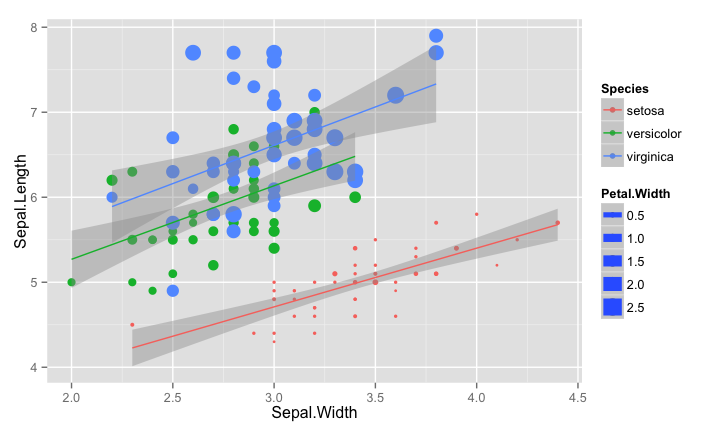 8
7
6
5
4
Sepal.Length
2.0 2.5 3.0 3.5 4.0 4.5
Sepal.Width
Species
setosa
versicolor
virginica
Petal.Width
0.5
1.0
1.5
2.0
2.5